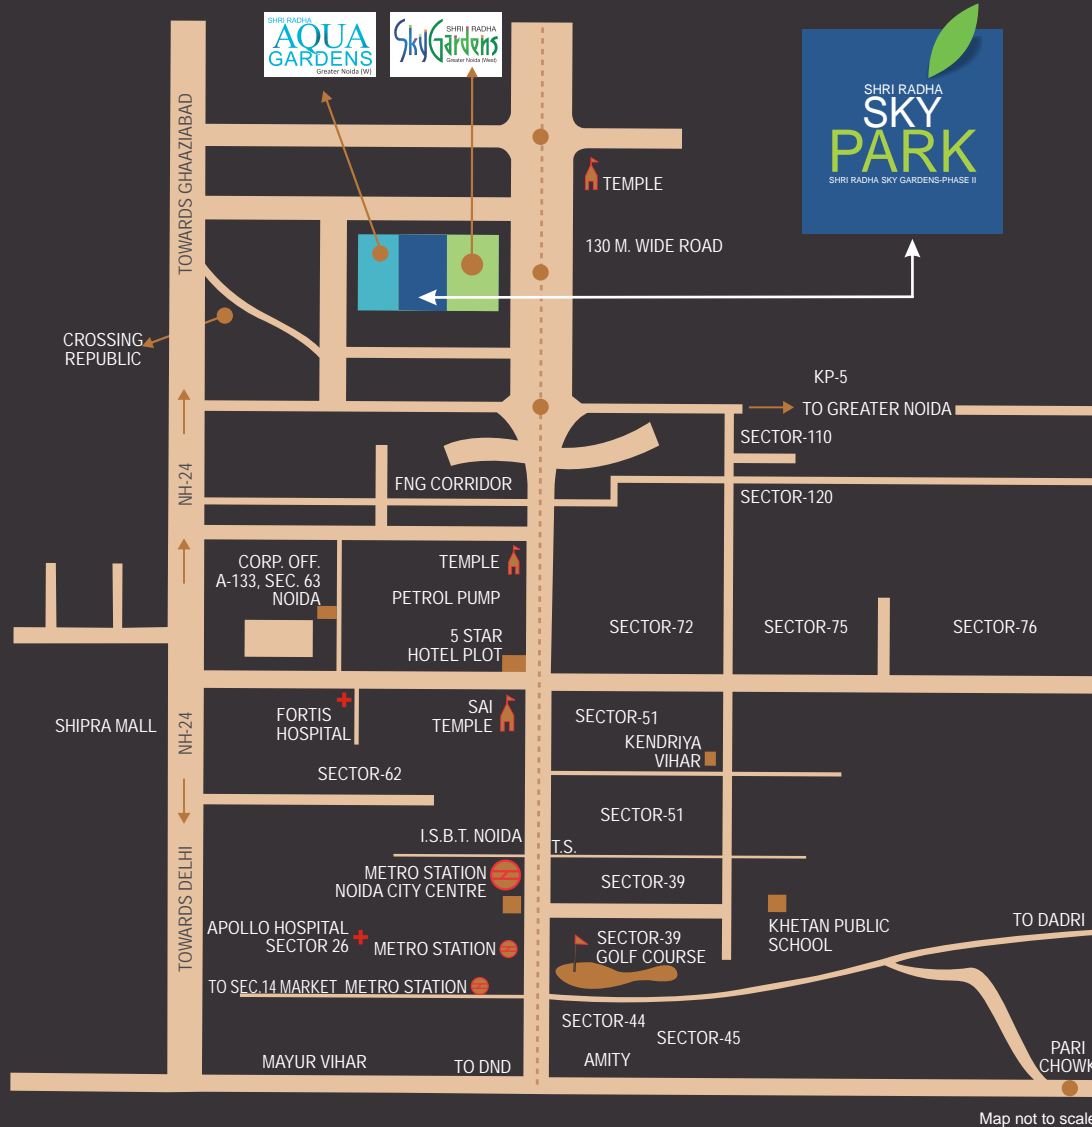 SHRI RADHA
AQUA
GARDENS
Greater Noida (W)
SHRI RADHA
SkyGardens
Greater Noida (West)
SHRI RADHA
SKY
PARK
SHRI RADHA SKY GARDENS-PHASE II
TOWARDS GHAAZIABAD
TEMPLE
130 M. WIDE ROAD
CROSSING
REPUBLIC
KP-5
TO GREATER NOIDA
SECTOR-110
NH-24
FNG CORRIDOR
SECTOR-120
CORP. OFF.
A-133, SEC. 63
NOIDA
TEMPLE
PETROL PUMP
5 STAR
HOTEL PLOT
SECTOR-72
SECTOR-75
SECTOR-76
SHIPRA MALL
NH-24
FORTIS
HOSPITAL
SAI
TEMPLE
SECTOR-51
KENDRIYA
VIHAR
SECTOR-62
SECTOR-51
I.S.B.T. NOIDA
T.S.
TOWARDS DELHI
METRO STATION
NOIDA CITY CENTRE
SECTOR-39
APOLLO HOSPITAL
SECTOR 26
METRO STATION
SECTOR-39
GOLF COURSE
KHETAN PUBLIC
SCHOOL
TO DADRI
TO SEC.14 MARKET
METRO STATION
SECTOR-44
SECTOR-45
MAYUR VIHAR
TO DND
AMITY
PARI
CHOWK
Map not to scale